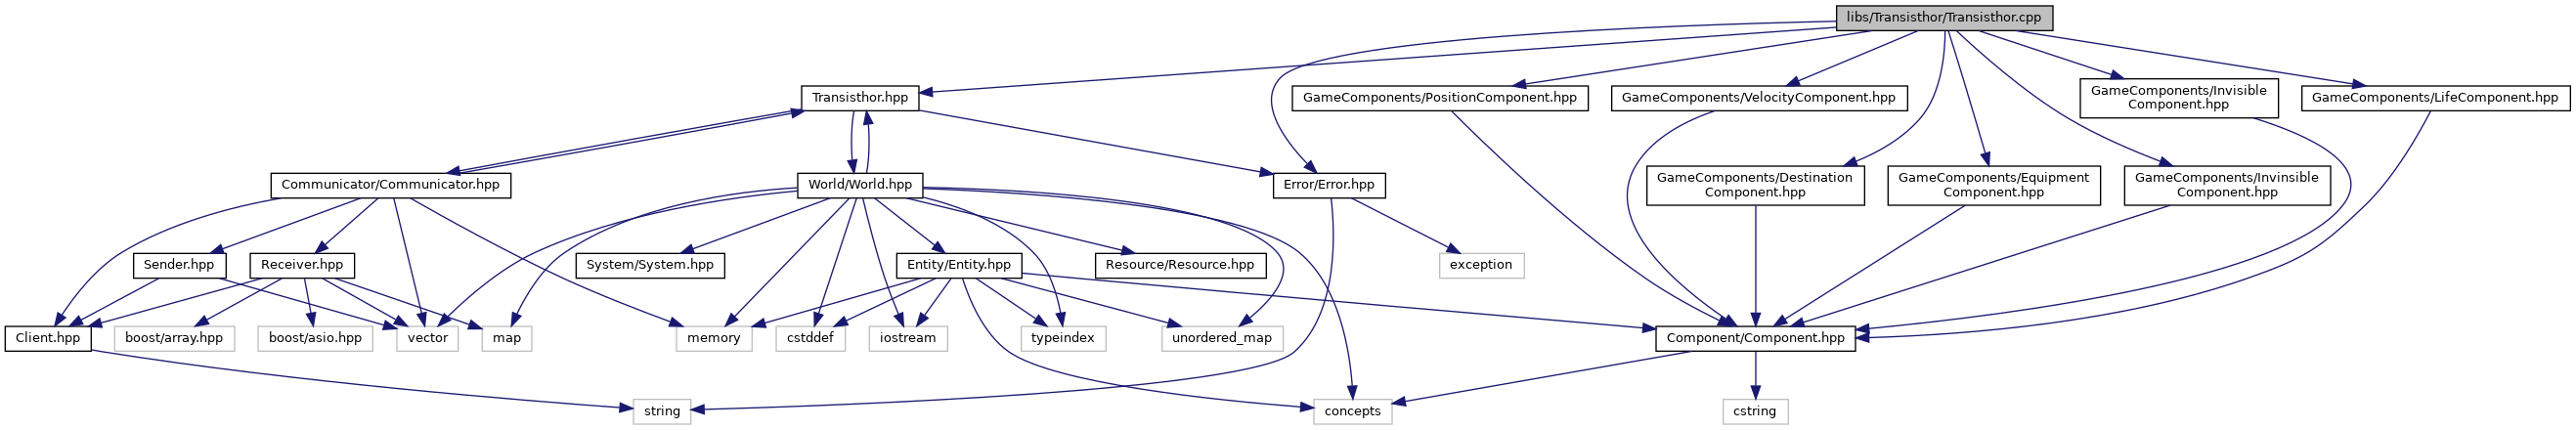 libs/Transisthor/Transisthor.cpp
Transisthor.hpp
GameComponents/PositionComponent.hpp
GameComponents/VelocityComponent.hpp
GameComponents/Invisible
Component.hpp
GameComponents/LifeComponent.hpp
Communicator/Communicator.hpp
World/World.hpp
Error/Error.hpp
GameComponents/Destination
Component.hpp
GameComponents/Equipment
Component.hpp
GameComponents/Invinsible
Component.hpp
Sender.hpp
Receiver.hpp
System/System.hpp
Entity/Entity.hpp
Resource/Resource.hpp
exception
Client.hpp
boost/array.hpp
boost/asio.hpp
vector
map
memory
cstddef
iostream
typeindex
unordered_map
Component/Component.hpp
string
concepts
cstring